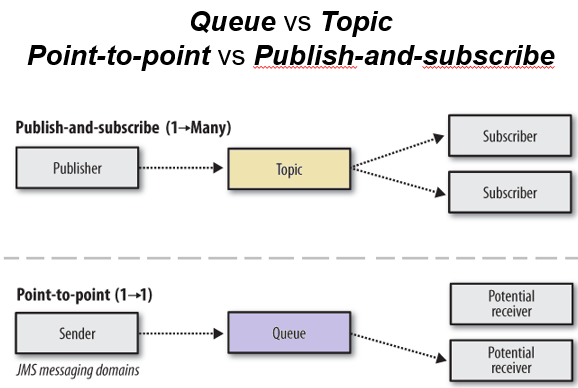 Queue vs Topic
Point-to-point vs Publish-and-subscribe
Publish-and-subscribe (1→Many)
Publisher
Topic
Subscriber
Subscriber
Point-to-point (1→1)
Sender
Queue
Potential
receiver
Potential
receiver
JMS messaging domains